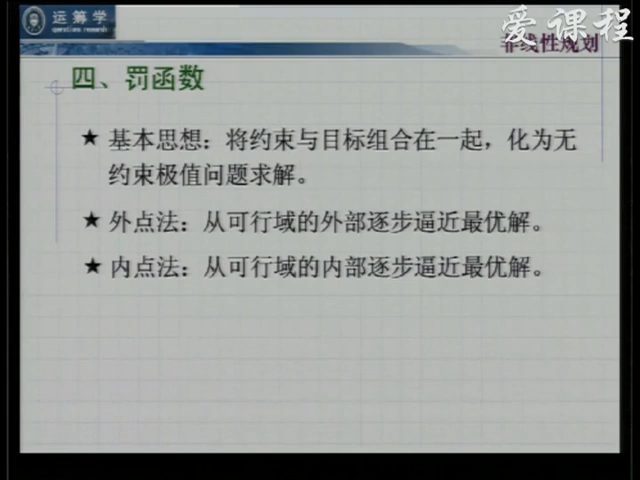 运筹学
operations research
爱课程
非线性规划
四、罚函数
★ 基本思想：将约束与目标组合在一起，化为无
约束极值问题求解。
★ 外点法：从可行域的外部逐步逼近最优解。
★ 内点法：从可行域的内部逐步逼近最优解。